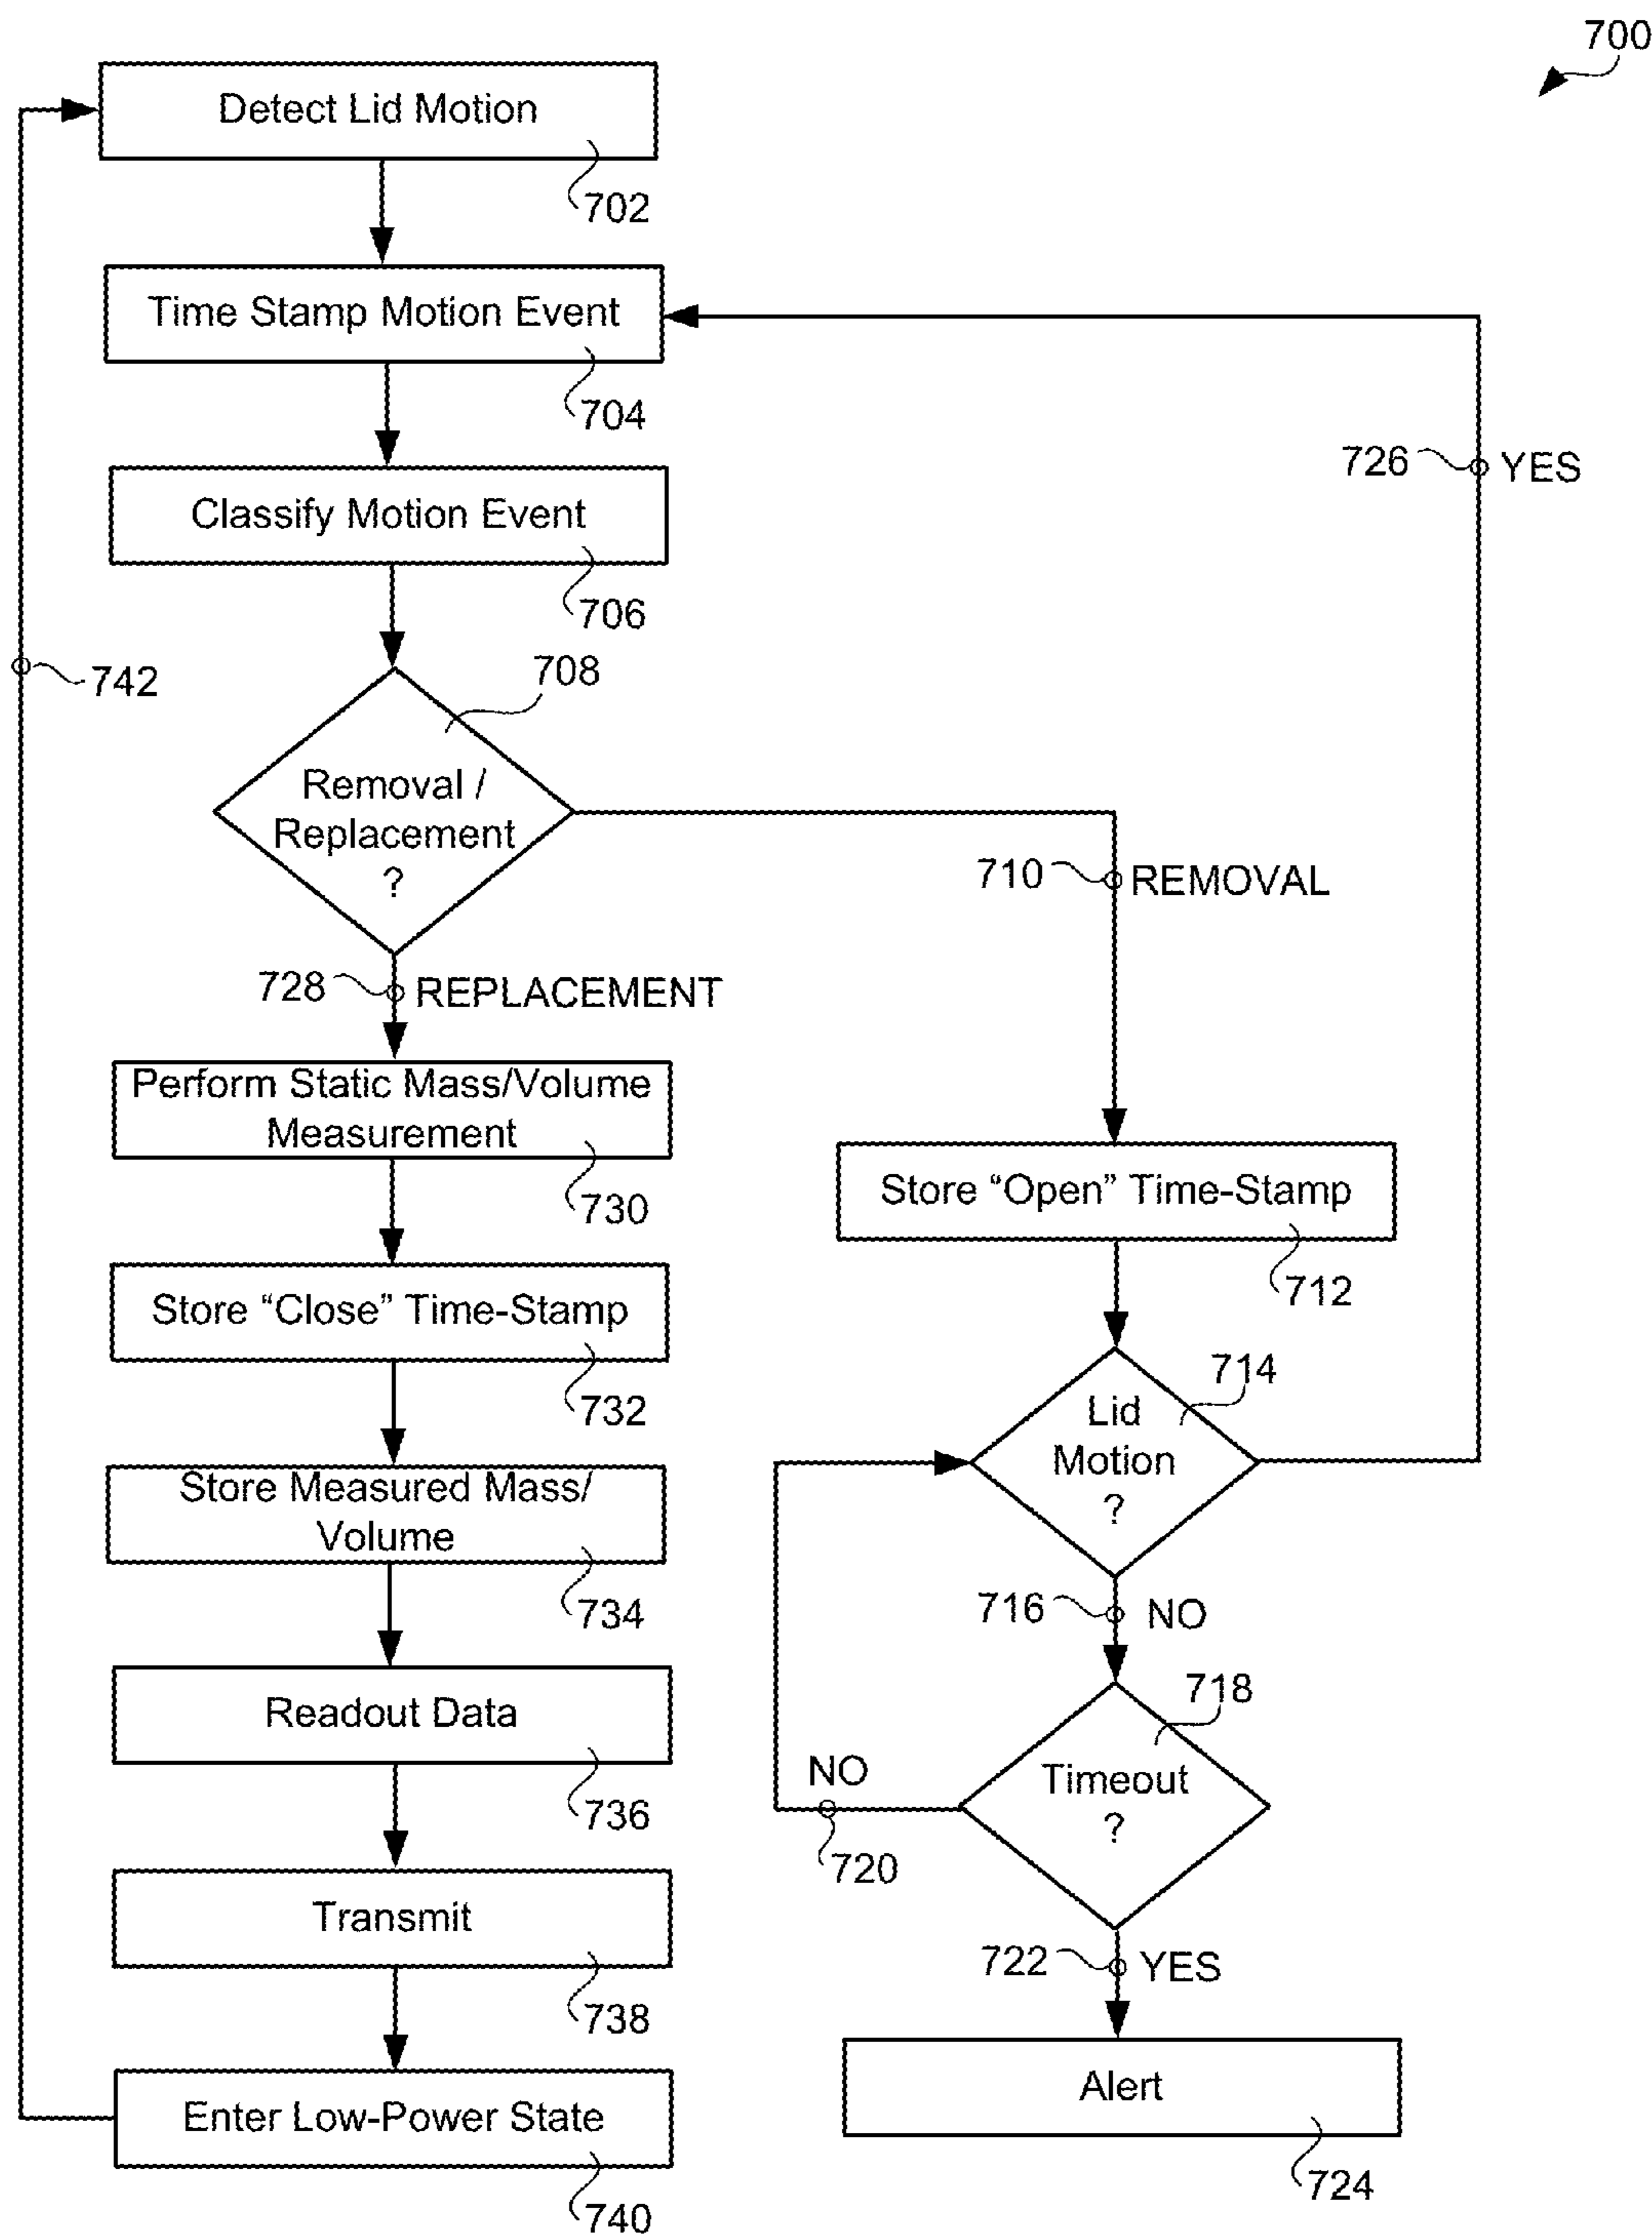 700
Detect Lid Motion
702
Time Stamp Motion Event
704
726
YES
Classify Motion Event
706
742
708
Removal /
Replacement
?
710
REMOVAL
728
REPLACEMENT
Perform Static Mass/Volume
Measurement
730
Store “Open” Time-Stamp
712
Store “Close” Time-Stamp
732
714
Lid
Motion
?
Store Measured Mass/
Volume
734
716
NO
718
Readout Data
736
Timeout
?
NO
720
Transmit
738
722
YES
Alert
724
Enter Low-Power State
740